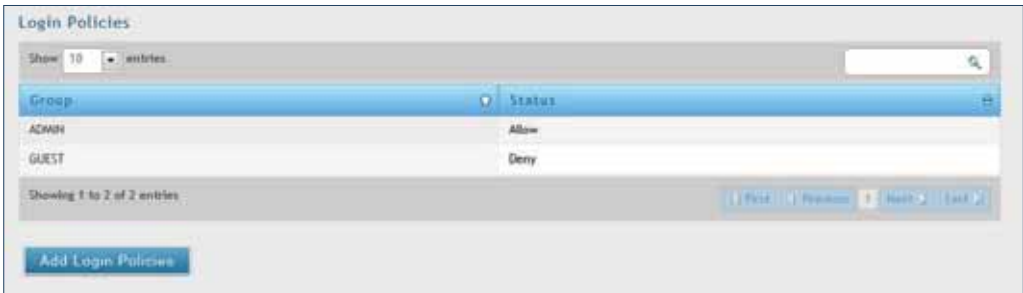 Login Policies
Show 10 entries
Group Status
ADMIN Allow
GUEST Deny
Showing 1 to 2 of 2 entries
First Previous 1 Next Last
Add Login Policies